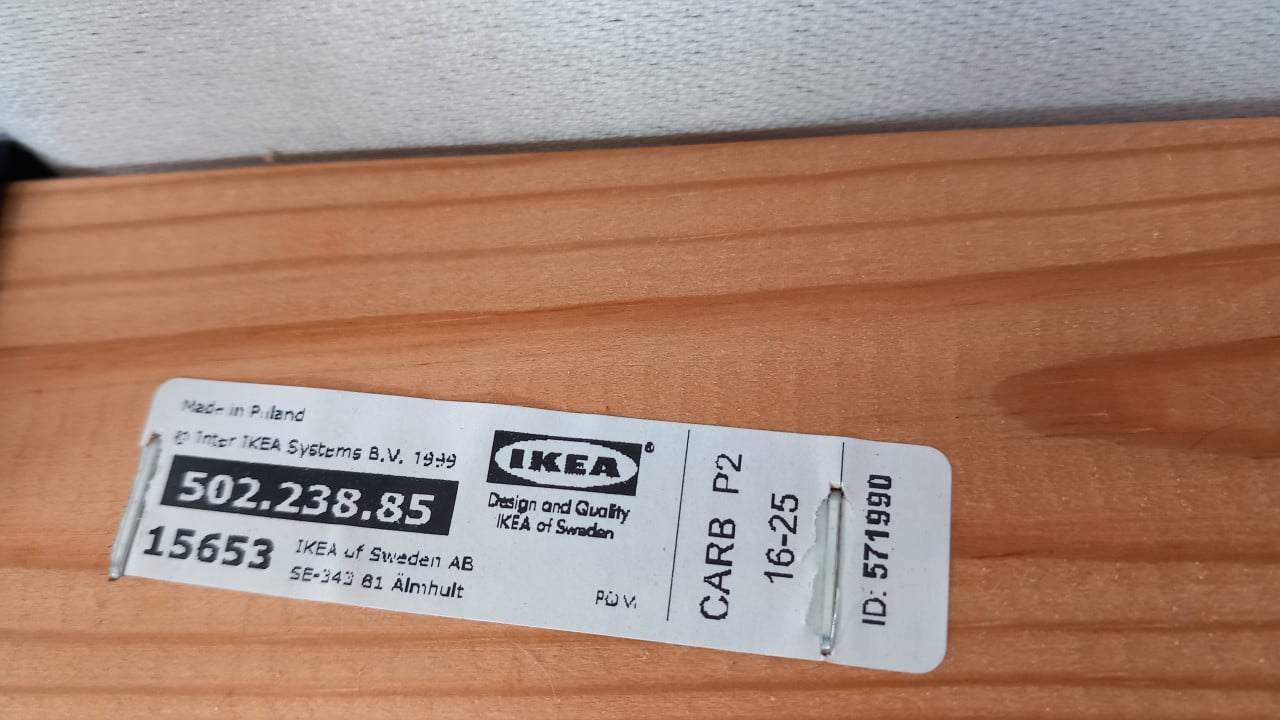 Made in Poland
© Inter IKEA Systems B.V. 1999
502.238.85
15653
IKEA of Sweden AB
SE-343 81 Älmhult
IKEA®
Design and Quality
IKEA of Sweden
CARB P2
16-25
ID: 571990